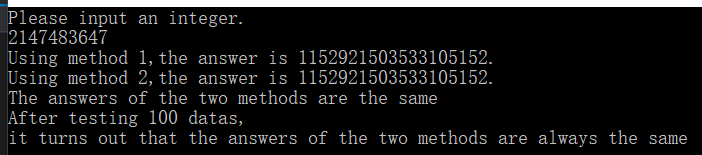 Please input an integer.
2147483647
Using method 1,the answer is 1152921503533105152.
Using method 2,the answer is 1152921503533105152.
The answers of the two methods are the same
After testing 100 datas,
it turns out that the answers of the two methods are always the same